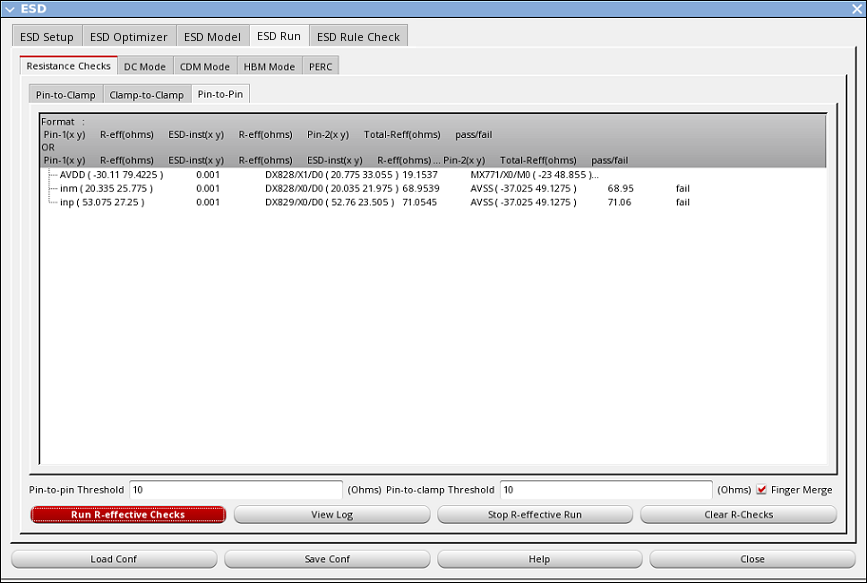 ESD
ESD Setup ESD Optimizer ESD Model ESD Run ESD Rule Check
Resistance Checks DC Mode CDM Mode HBM Mode PERC
Pin-to-Clamp Clamp-to-Clamp Pin-to-Pin
Format :
Pin-1(x y) R-eff(ohms) ESD-inst(x y) R-eff(ohms) Pin-2(x y) Total-Reff(ohms) pass/fail
OR
Pin-1(x y) R-eff(ohms) ESD-inst(x y) R-eff(ohms) ESD-inst(x y) R-eff(ohms) ... Pin-2(x y) Total-Reff(ohms) pass/fail
AVDD ( -30.11 79.4225 ) 0.001 DX828/X1/D0 ( 20.775 33.055 ) 19.1537 MX771/X0/M0 ( -23 48.855 )...
inm ( 20.335 25.775 ) 0.001 DX828/X0/D0 ( 20.035 21.975 ) 68.9539 AVSS ( -37.025 49.1275 ) 68.95 fail
inp ( 53.075 27.25 ) 0.001 DX829/X0/D0 ( 52.76 23.505 ) 71.0545 AVSS ( -37.025 49.1275 ) 71.06 fail
Pin-to-pin Threshold 10 (Ohms) Pin-to-clamp Threshold 10 (Ohms) Finger Merge
Run R-effective Checks View Log Stop R-effective Run Clear R-Checks
Load Conf Save Conf Help Close